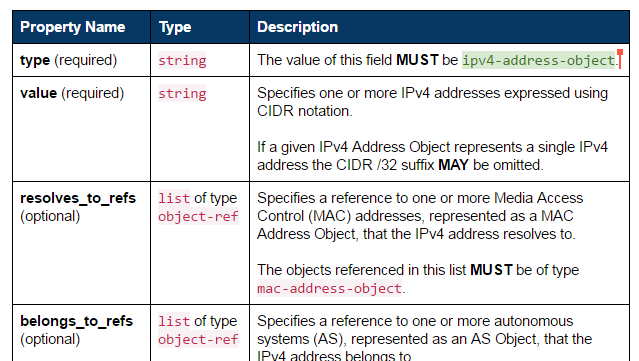 Property Name Type Description
type (required) string The value of this field MUST be ipv4-address-object.
value (required) string Specifies one or more IPv4 addresses expressed using
CIDR notation.
If a given IPv4 Address Object represents a single IPv4
address the CIDR /32 suffix MAY be omitted.
resolves_to_refs list of type Specifies a reference to one or more Media Access
(optional) object-ref Control (MAC) addresses, represented as a MAC
Address Object, that the IPv4 address resolves to.
The objects referenced in this list MUST be of type
mac-address-object.
belongs_to_refs list of type Specifies a reference to one or more autonomous
(optional) object-ref systems (AS), represented as an AS Object, that the
IPv4 address belongs to